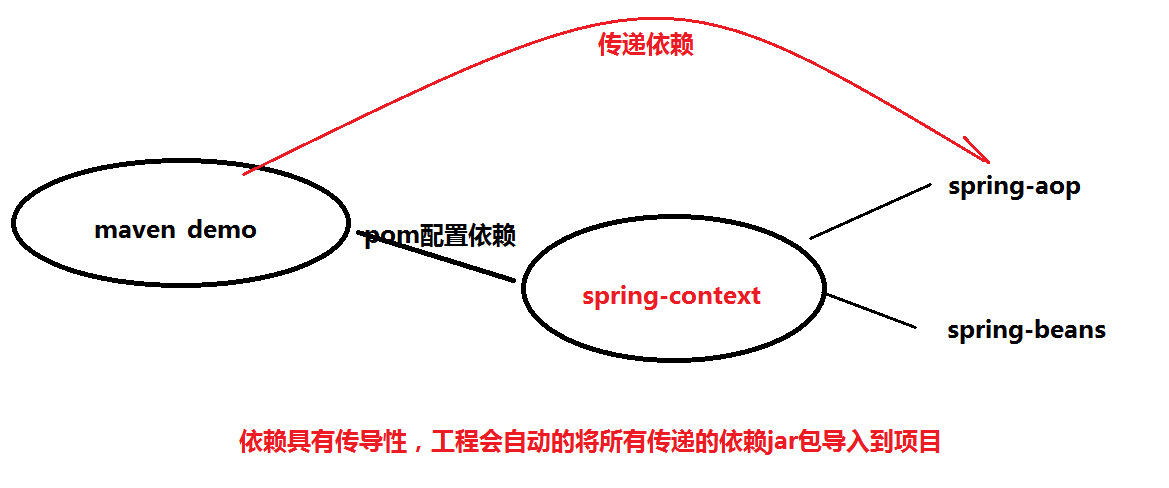 传递依赖
spring-aop
maven demo
pom配置依赖
spring-context
spring-beans
依赖具有传导性，工程会自动的将所有传递的依赖jar包导入到项目